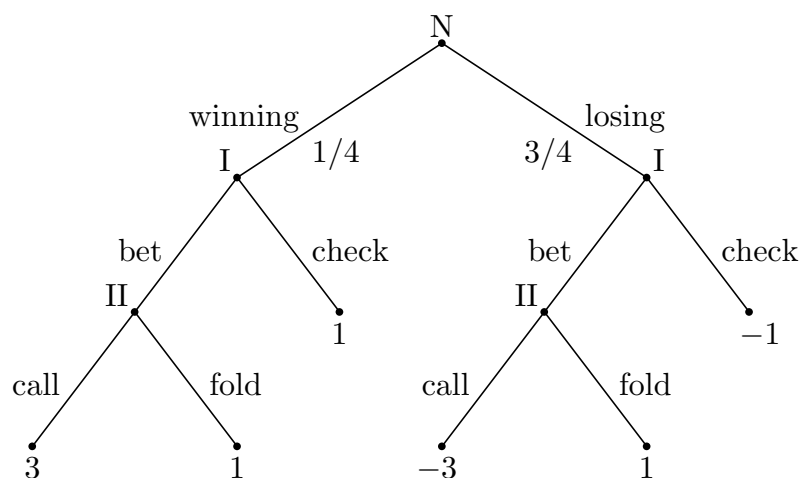 N
winning losing
1/4 3/4
I I
bet check bet check
II II
1 −1
call fold call fold
3 1 −3 1